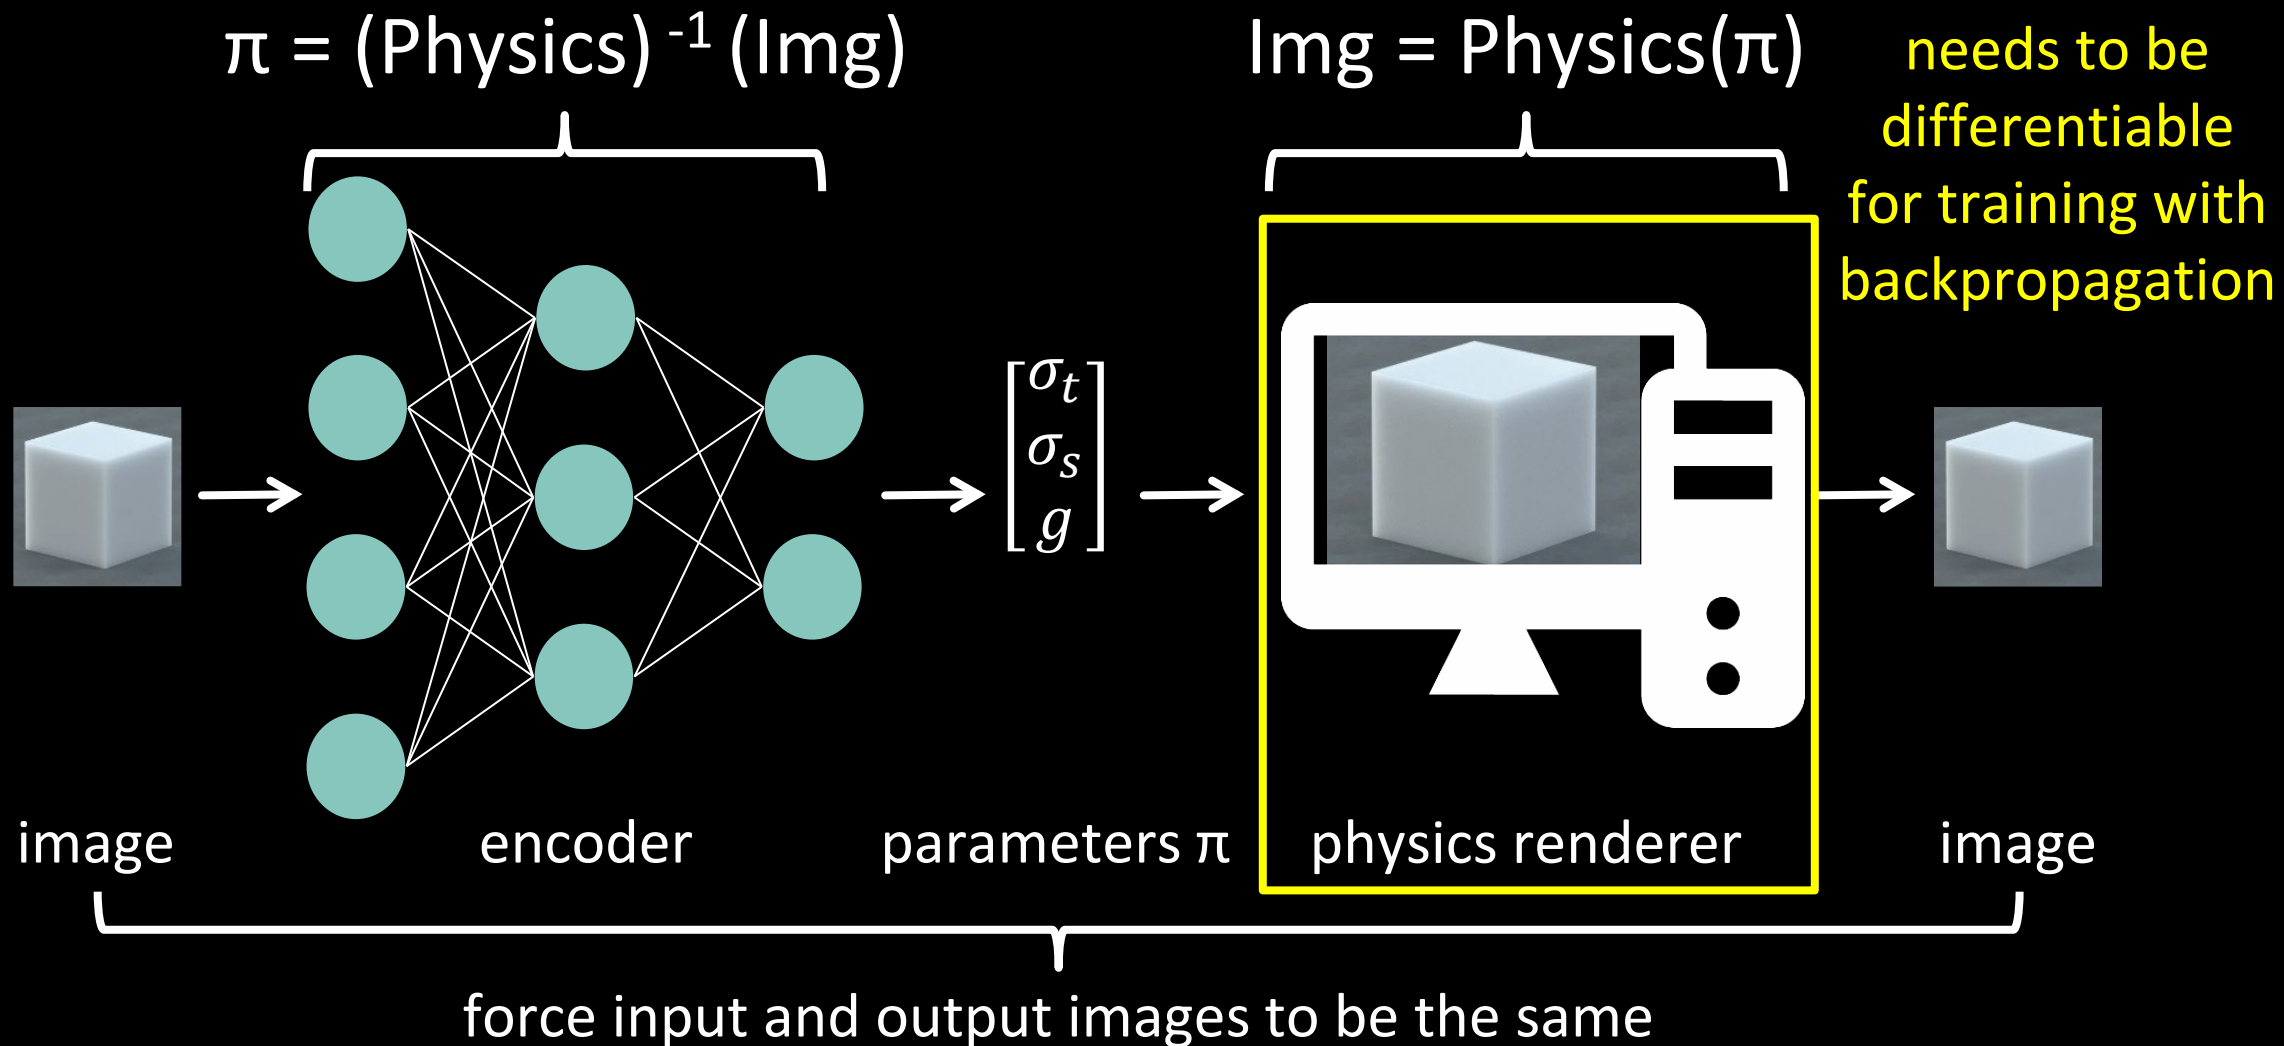 π = (Physics) -1 (Img)
Img = Physics(π)
needs to be
differentiable
for training with
backpropagation
σt
σs
g
image
encoder
parameters π
physics renderer
image
force input and output images to be the same